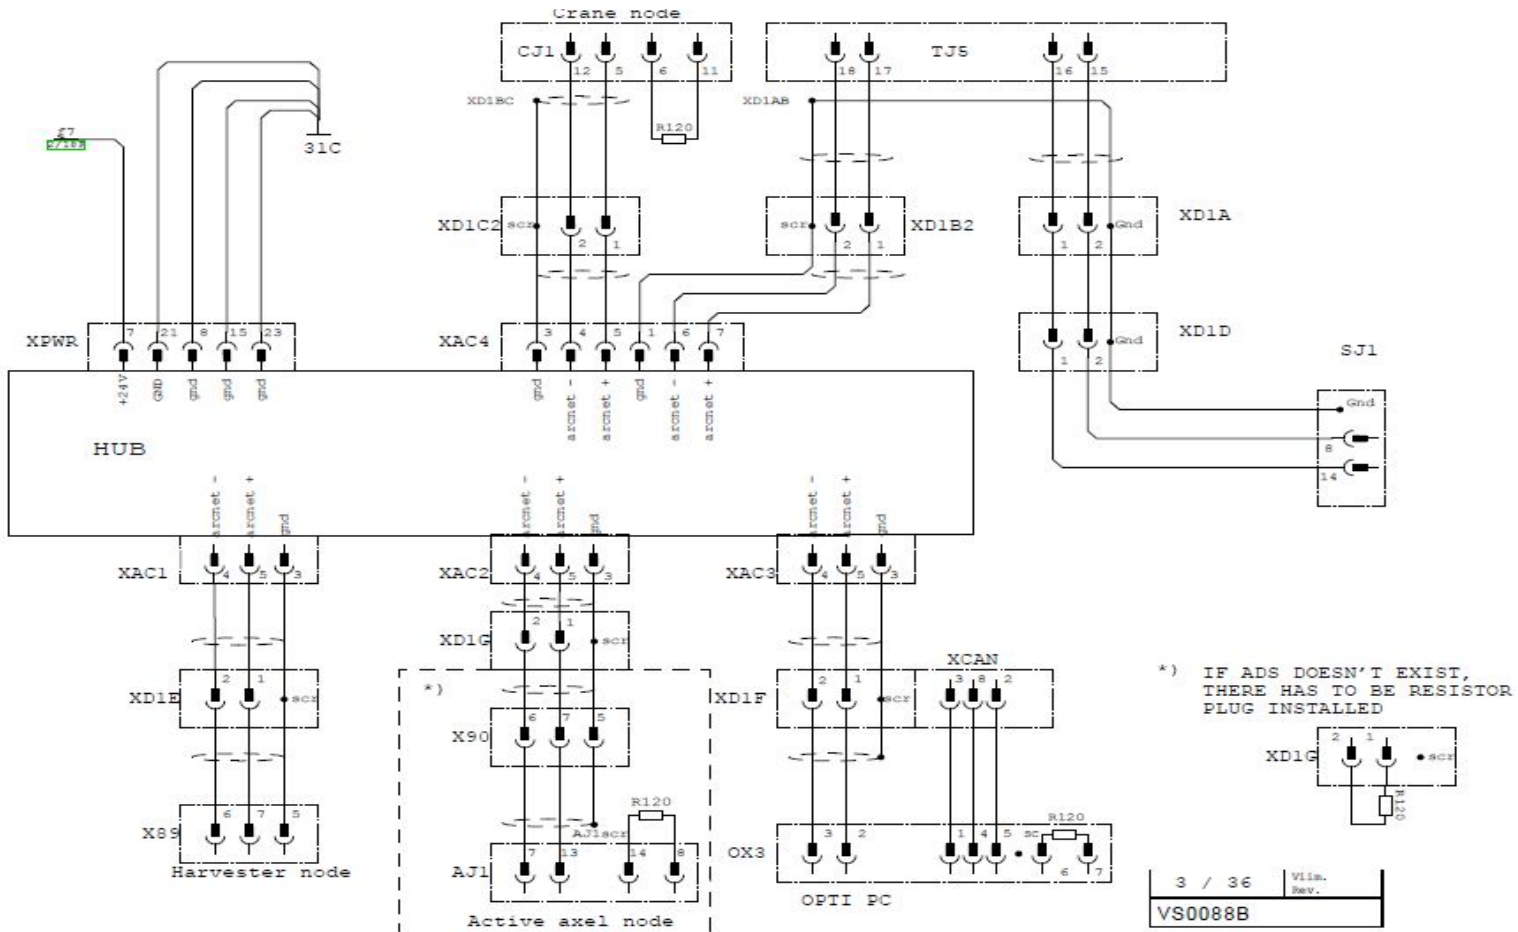 Crane node
CJ1
12 5 6 11
TJ5
18 17 16 15
XD1BC
XD1AB
R120
31C
XD1C2 scr
2 1
scr XD1B2
2 1
Gnd XD1A
1 2
XPWR 7 21 8 15 23
XAC4 3 4 5 1 6 7
Gnd XD1D
1 2
SJ1
+24V GND gnd gnd gnd
gnd arcnet - arcnet + gnd arcnet - arcnet +
Gnd
8
14
HUB
arcnet - arcnet + gnd
arcnet - arcnet + gnd
arcnet - arcnet + gnd
XAC1 4 5 3
XAC2 4 5 3
XAC3 4 5 3
XD1G 2 1 scr
XD1E 2 1 scr
*)
XD1F 2 1 scr
XCAN
3 8 2
*) IF ADS DOESN'T EXIST,
THERE HAS TO BE RESISTOR
PLUG INSTALLED
X90 6 7 5
XD1G 2 1 scr
R120
X89 6 7 5
Harvester node
R120
AJ1scr
AJ1 7 13 14 8
Active axel node
OX3 3 2 1 4 5 sc R120
6 7
OPTI PC
3 / 36 Viim.
Rev.
VS0088B